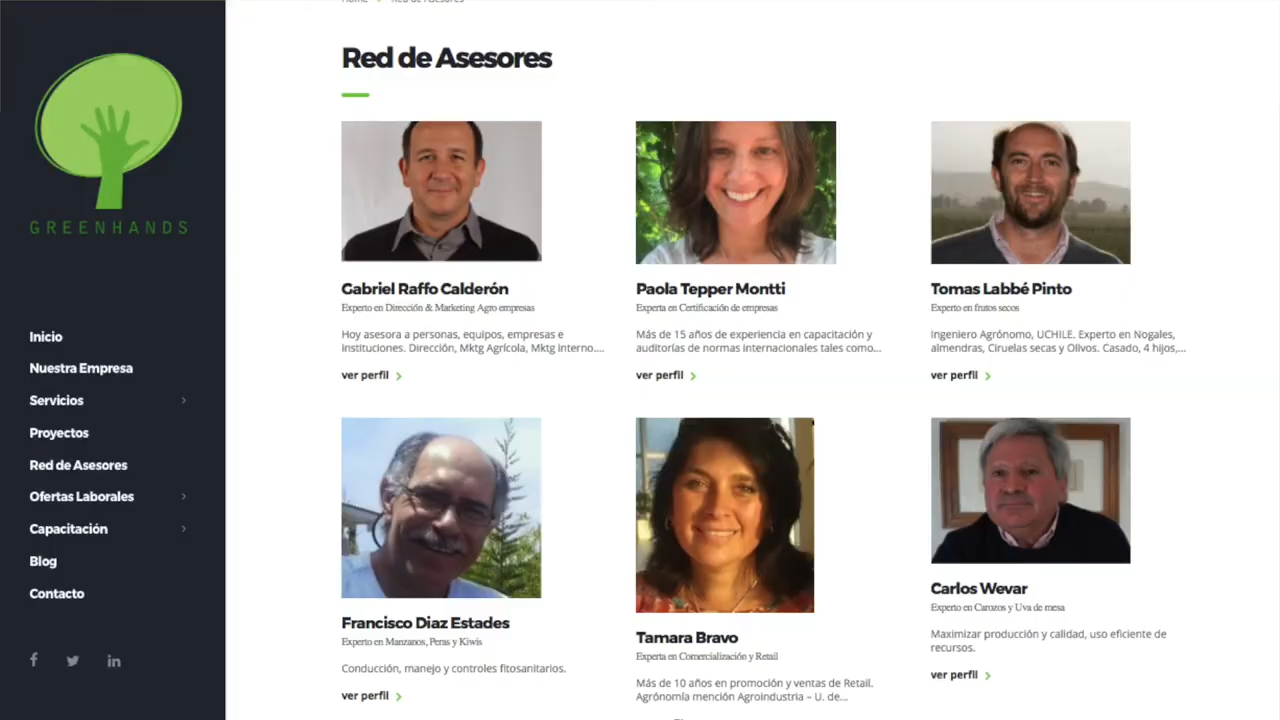 Home Red de Asesores
GREENHANDS
Inicio
Nuestra Empresa
Servicios
Proyectos
Red de Asesores
Ofertas Laborales
Capacitación
Blog
Contacto
Red de Asesores
Gabriel Raffo Calderón
Experto en Dirección & Marketing Agro empresas
Hoy asesora a personas, equipos, empresas e
instituciones. Dirección, Mktg Agrícola, Mktg Interno....
ver perfil
Paola Tepper Montti
Experta en Certificación de empresas
Más de 15 años de experiencia en capacitación y
auditorías de normas internacionales tales como...
ver perfil
Tomas Labbé Pinto
Experto en frutos secos
Ingeniero Agrónomo, UCHILE. Experto en Nogales,
almendras, Ciruelas secas y Olivos. Casado, 4 hijos,...
ver perfil
Francisco Diaz Estades
Experto en Manzanos, Peras y Kiwis
Conducción, manejo y controles fitosanitarios.
ver perfil
Tamara Bravo
Experta en Comercialización y Retail
Más de 10 años en promoción y ventas de Retail.
Agrónomía mención Agroindustria – U. de...
Carlos Wevar
Experto en Carozos y Uva de mesa
Maximizar producción y calidad, uso eficiente de
recursos.
ver perfil